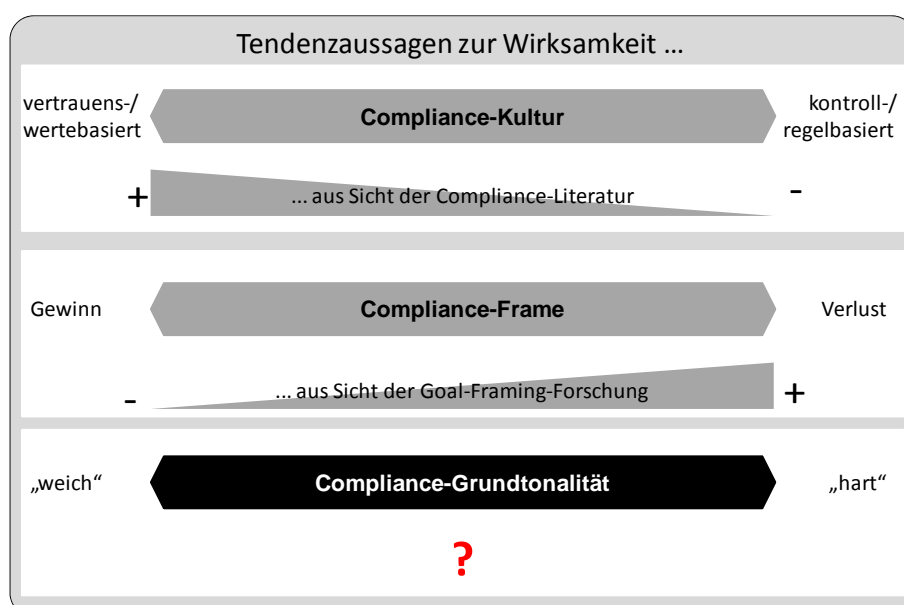 Tendenzaussagen zur Wirksamkeit ...
vertrauens-/
wertebasiert
Compliance-Kultur
kontroll-/
regelbasiert
+
... aus Sicht der Compliance-Literatur
-
Gewinn
Compliance-Frame
Verlust
-
... aus Sicht der Goal-Framing-Forschung
+
„weich“
Compliance-Grundtonalität
„hart“
?